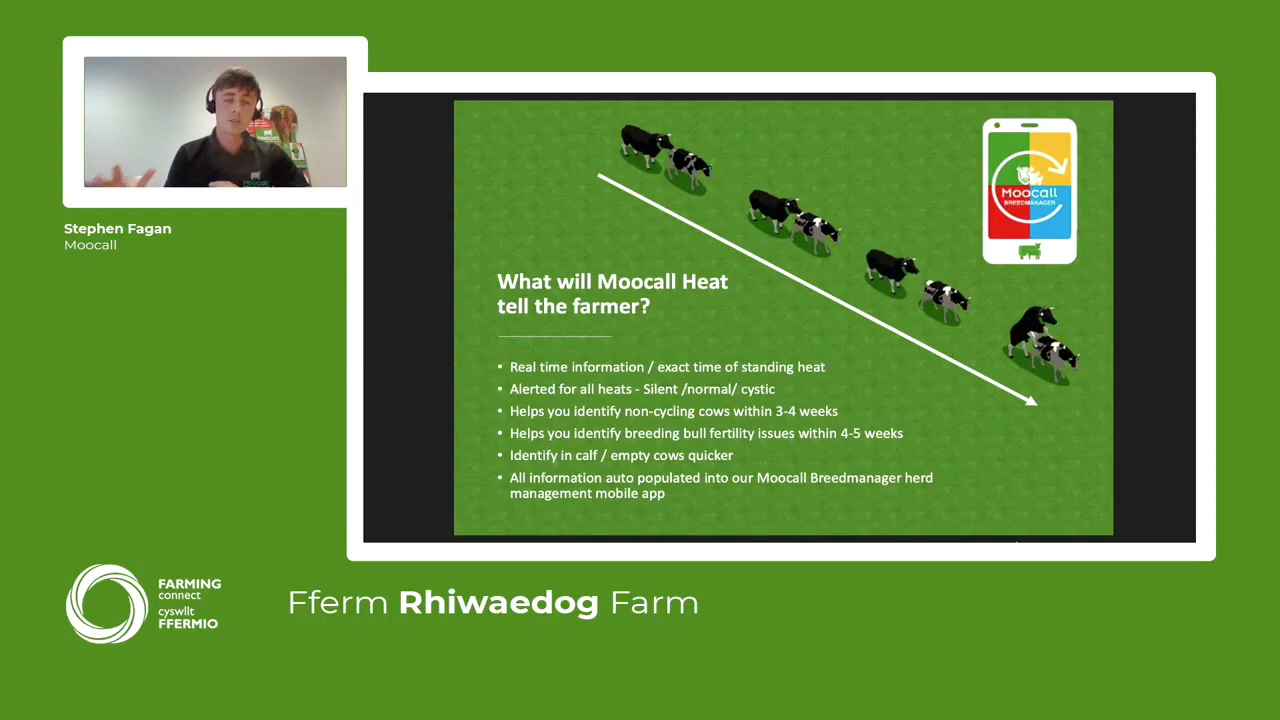 Stephen Fagan
Moocall
Moocall
BREEDMANAGER
What will Moocall Heat
tell the farmer?
• Real time information / exact time of standing heat
• Alerted for all heats - Silent /normal/ cystic
• Helps you identify non-cycling cows within 3-4 weeks
• Helps you identify breeding bull fertility issues within 4-5 weeks
• Identify in calf / empty cows quicker
• All information auto populated into our Moocall Breedmanager herd
management mobile app
FARMING
connect
cyswllt
FFERMIO
Fferm Rhiwaedog Farm